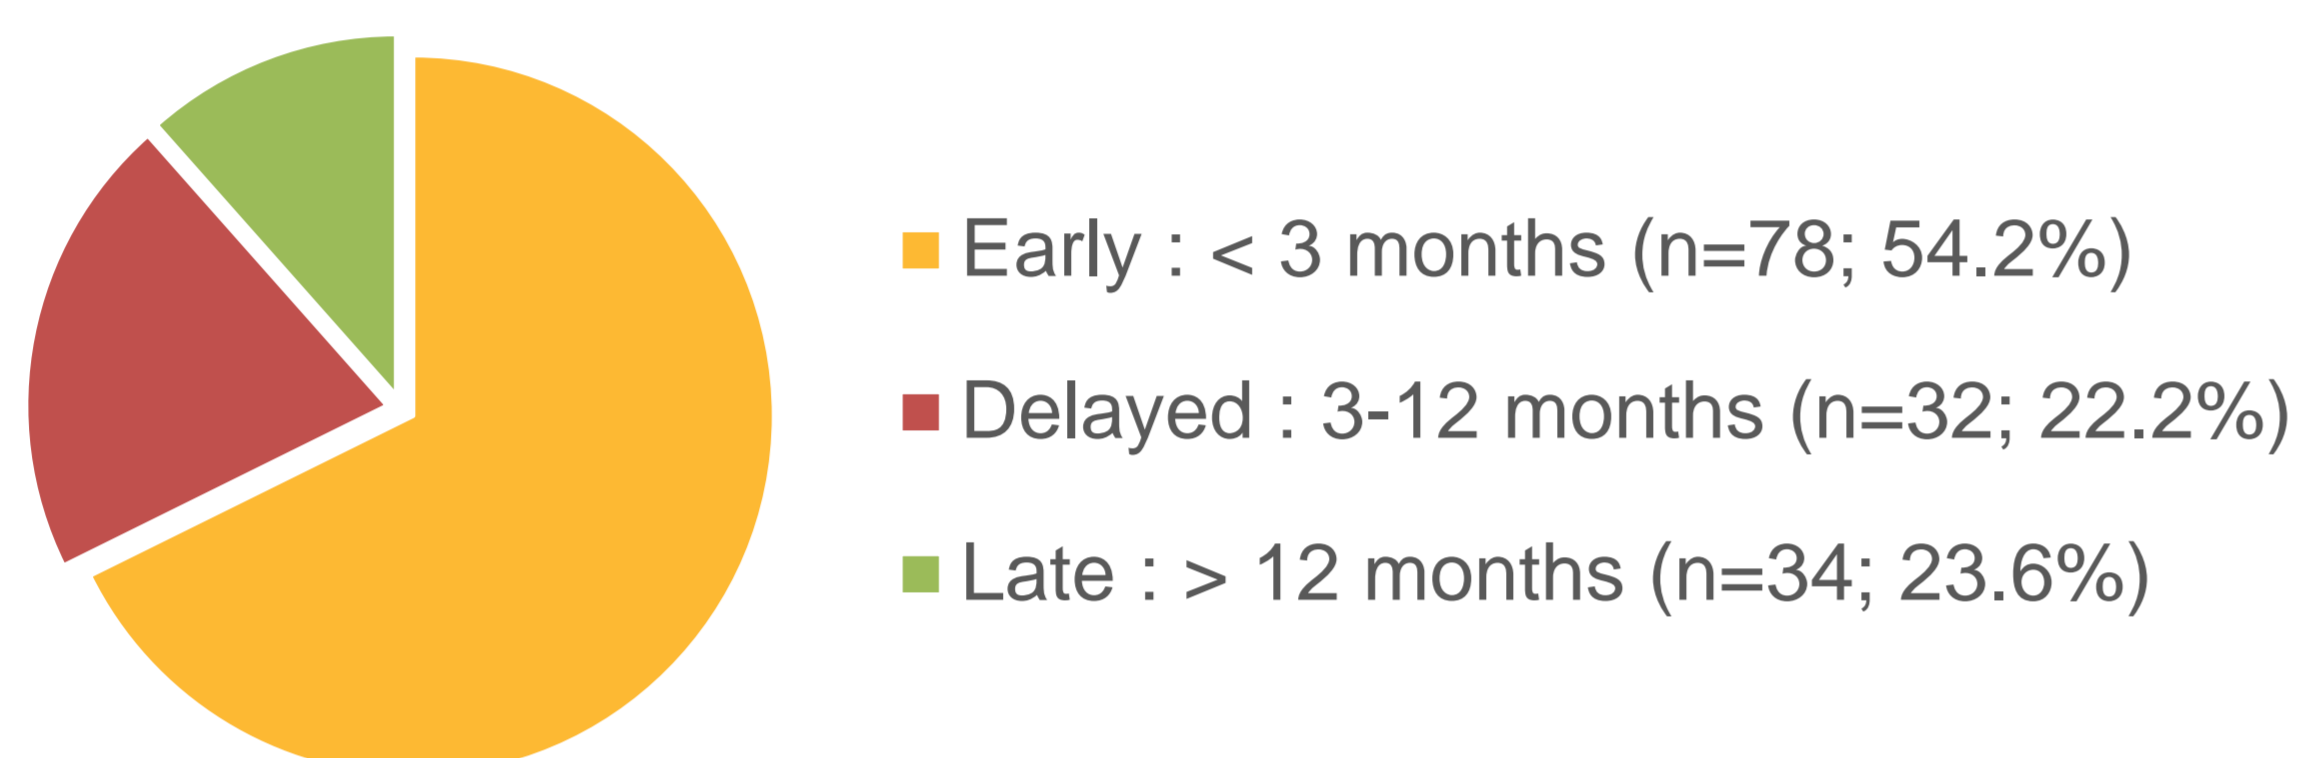 Early : < 3 months (n=78; 54.2%)
Delayed : 3-12 months (n=32; 22.2%)
Late : > 12 months (n=34; 23.6%)